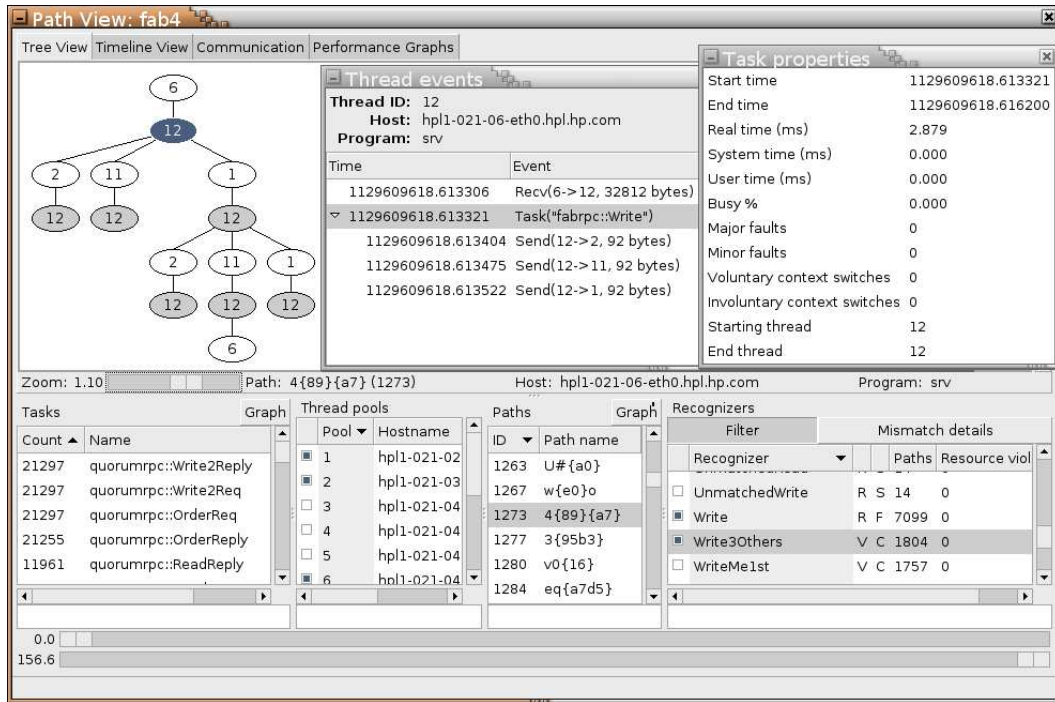 Path View: fab4
Tree View Timeline View Communication Performance Graphs
6
12
2 11 1
12 12 12
2 11 1
12 12 12
6
Thread events
Thread ID: 12
Host: hpl1-021-06-eth0.hpl.hp.com
Program: srv
Time Event
1129609618.613306 Recv(6->12, 32812 bytes)
1129609618.613321 Task("fabrpc::Write")
1129609618.613404 Send(12->2, 92 bytes)
1129609618.613475 Send(12->11, 92 bytes)
1129609618.613522 Send(12->1, 92 bytes)
Task properties
Start time 1129609618.613321
End time 1129609618.616200
Real time (ms) 2.879
System time (ms) 0.000
User time (ms) 0.000
Busy % 0.000
Major faults 0
Minor faults 0
Voluntary context switches 0
Involuntary context switches 0
Starting thread 12
End thread 12
Zoom: 1.10 Path: 4{89}{a7} (1273) Host: hpl1-021-06-eth0.hpl.hp.com Program: srv
Tasks Graph
Count Name
21297 quorumrpc::Write2Reply
21297 quorumrpc::Write2Req
21297 quorumrpc::OrderReq
21255 quorumrpc::OrderReply
11961 quorumrpc::ReadReply
Thread pools
Pool Hostname
1 hpl1-021-02
2 hpl1-021-03
3 hpl1-021-04
4 hpl1-021-04
5 hpl1-021-04
6 hpl1-021-04
Paths Graph
ID Path name
1263 U#{a0}
1267 w{e0}o
1273 4{89}{a7}
1277 3{95b3}
1280 v0{16}
1284 eq{a7d5}
Recognizers
Filter Mismatch details
Recognizer Paths Resource viol
UnmatchedWrite R S 14 0
Write R F 7099 0
Write3Others V C 1804 0
WriteMe1st V C 1757 0
0.0
156.6